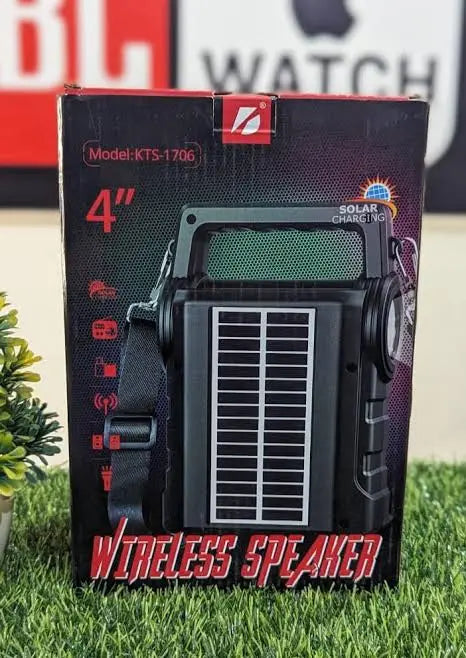 BL
WATCH
®
Model:KTS-1706
4"
SOLAR
CHARGING
WIRELESS SPEAKER